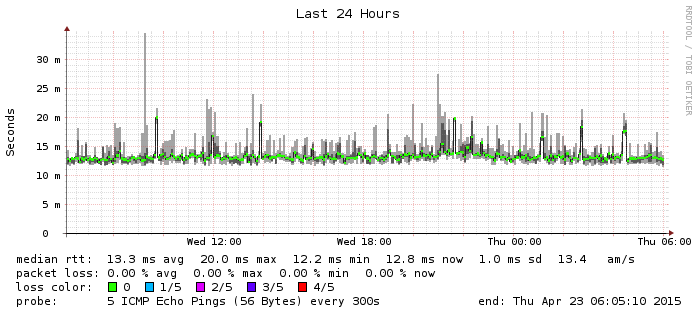 Last 24 Hours
RRDTOOL / TOBI OETIKER
Seconds
30 m
25 m
20 m
15 m
10 m
5 m
0
Wed 12:00 Wed 18:00 Thu 00:00 Thu 06:00
median rtt: 13.3 ms avg 20.0 ms max 12.2 ms min 12.8 ms now 1.0 ms sd 13.4 am/s
packet loss: 0.00 % avg 0.00 % max 0.00 % min 0.00 % now
loss color: 0 1/5 2/5 3/5 4/5
probe: 5 ICMP Echo Pings (56 Bytes) every 300s end: Thu Apr 23 06:05:10 2015